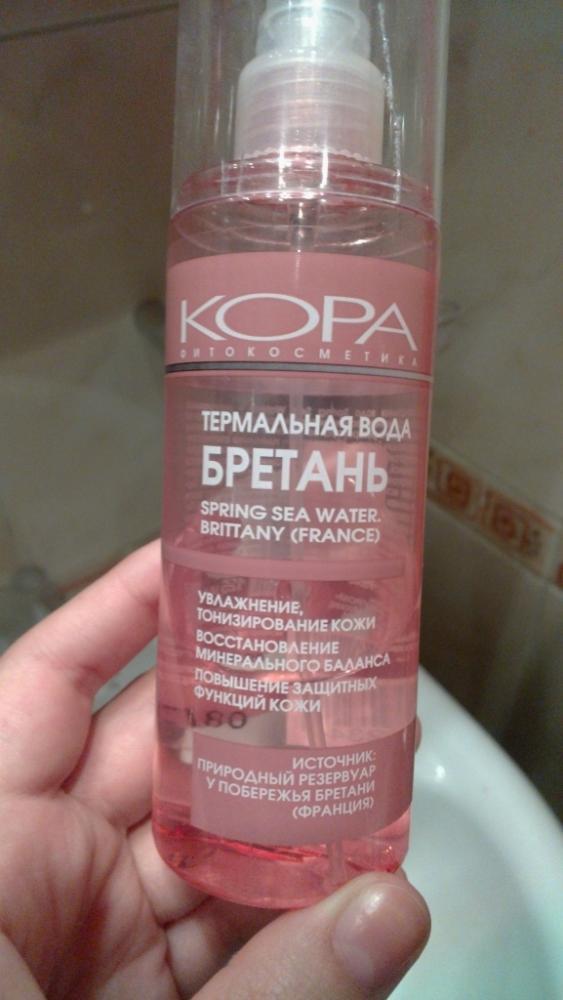 КОРА
ФИТОКОСМЕТИКА
ТЕРМАЛЬНАЯ ВОДА
БРЕТАНЬ
SPRING SEA WATER.
BRITTANY (FRANCE)
УВЛАЖНЕНИЕ,
ТОНИЗИРОВАНИЕ КОЖИ
ВОССТАНОВЛЕНИЕ
МИНЕРАЛЬНОГО БАЛАНСА
ПОВЫШЕНИЕ ЗАЩИТНЫХ
ФУНКЦИЙ КОЖИ
ИСТОЧНИК:
ПРИРОДНЫЙ РЕЗЕРВУАР
У ПОБЕРЕЖЬЯ БРЕТАНИ
(ФРАНЦИЯ)